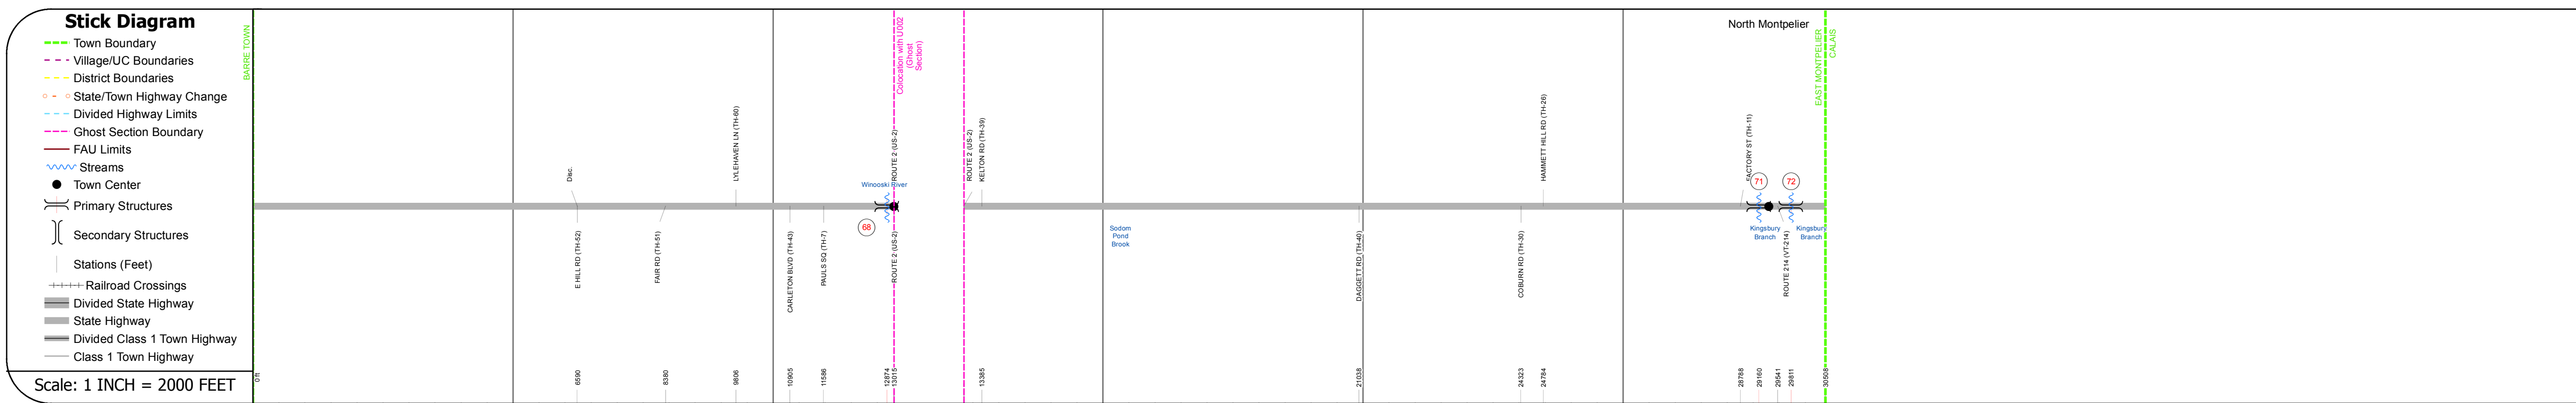 Stick Diagram
Town Boundary
Village/UC Boundaries
District Boundaries
State/Town Highway Change
Divided Highway Limits
Ghost Section Boundary
FAU Limits
Streams
Town Center
Primary Structures
Secondary Structures
Stations (Feet)
Railroad Crossings
Divided State Highway
State Highway
Divided Class 1 Town Highway
Class 1 Town Highway
Scale: 1 INCH = 2000 FEET
BARRE TOWN
0 ft
Disc.
E HILL RD (TH-52)
6590
FAIR RD (TH-51)
8380
LYLEHAVEN LN (TH-60)
9806
CARLETON BLVD (TH-43)
10905
PAULS SQ (TH-7)
11586
Winooski River
68
12874
Colocation with U002
(Ghost
Section)
ROUTE 2 (US-2)
ROUTE 2 (US-2)
13015
ROUTE 2 (US-2)
KELTON RD (TH-39)
13385
Sodom
Pond
Brook
DAGGETT RD (TH-40)
21038
COBURN RD (TH-30)
24323
HAMMETT HILL RD (TH-26)
24784
North Montpelier
FACTORY ST (TH-11)
28788
71
Kingsbury
Branch
29160
ROUTE 214 (VT-214)
29541
72
Kingsbury
Branch
29811
EAST MONTPELIER
CALAIS
30508